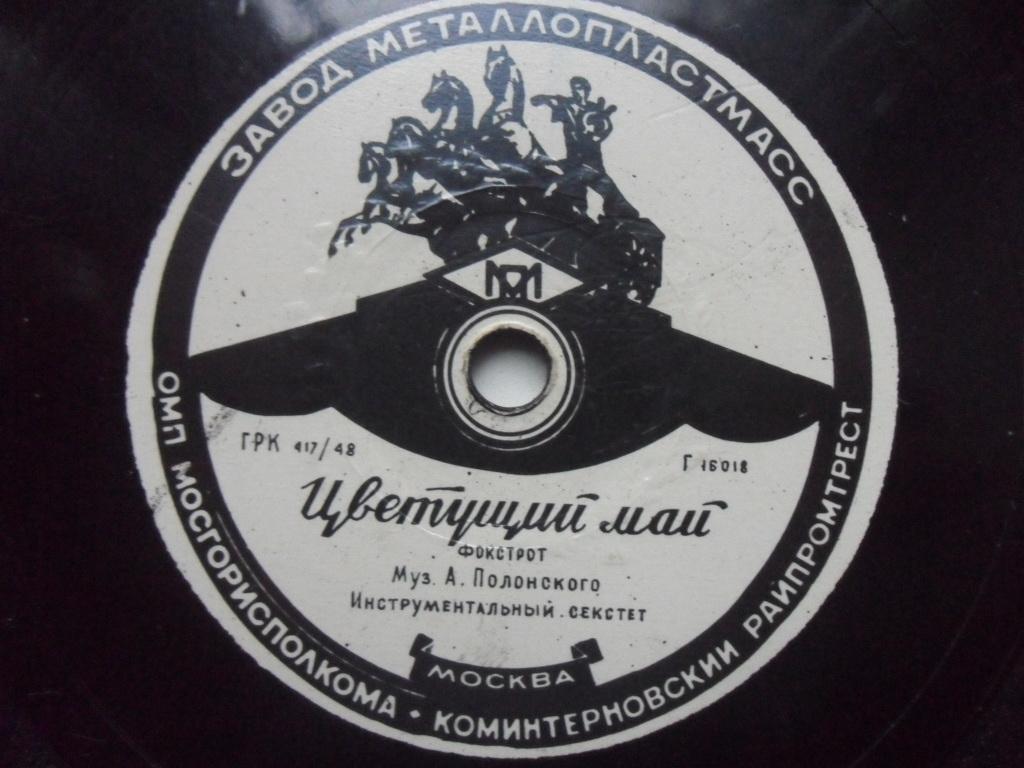 ЗАВОД МЕТАЛЛОПЛАСТМАСС
ГРК 417/48
Г 16018
Цветущий май
ФОКСТРОТ
Муз. А. Полонского
Инструментальный секстет
МОСКВА
ОМП МОСГОРИСПОЛКОМА • КОМИНТЕРНОВСКИЙ РАЙПРОМТРЕСТ